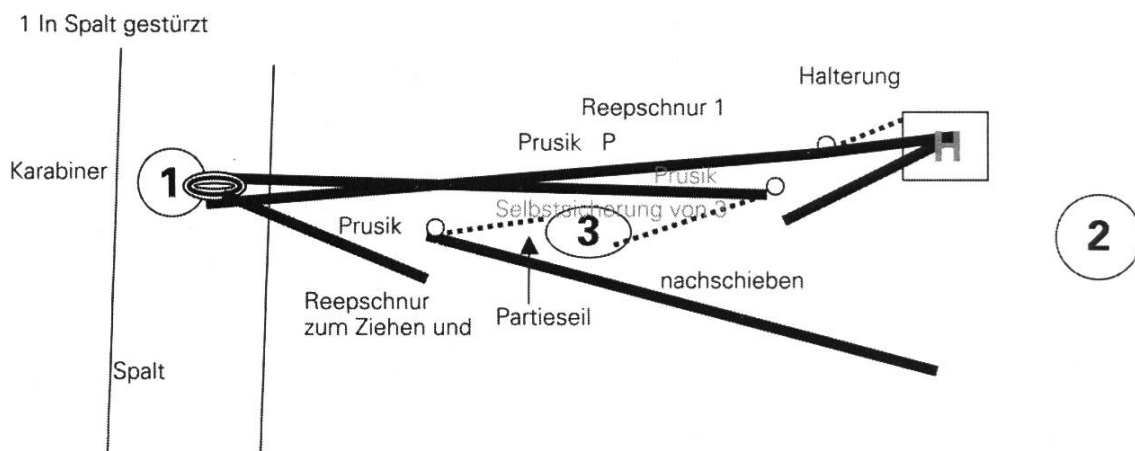 1 In Spalt gestürzt
Halterung
Reepschnur 1
Prusik P
H
Karabiner
1
Prusik
Selbstsicherung von 3
Prusik
3
2
nachschieben
Reepschnur
zum Ziehen und
Partieseil
Spalt